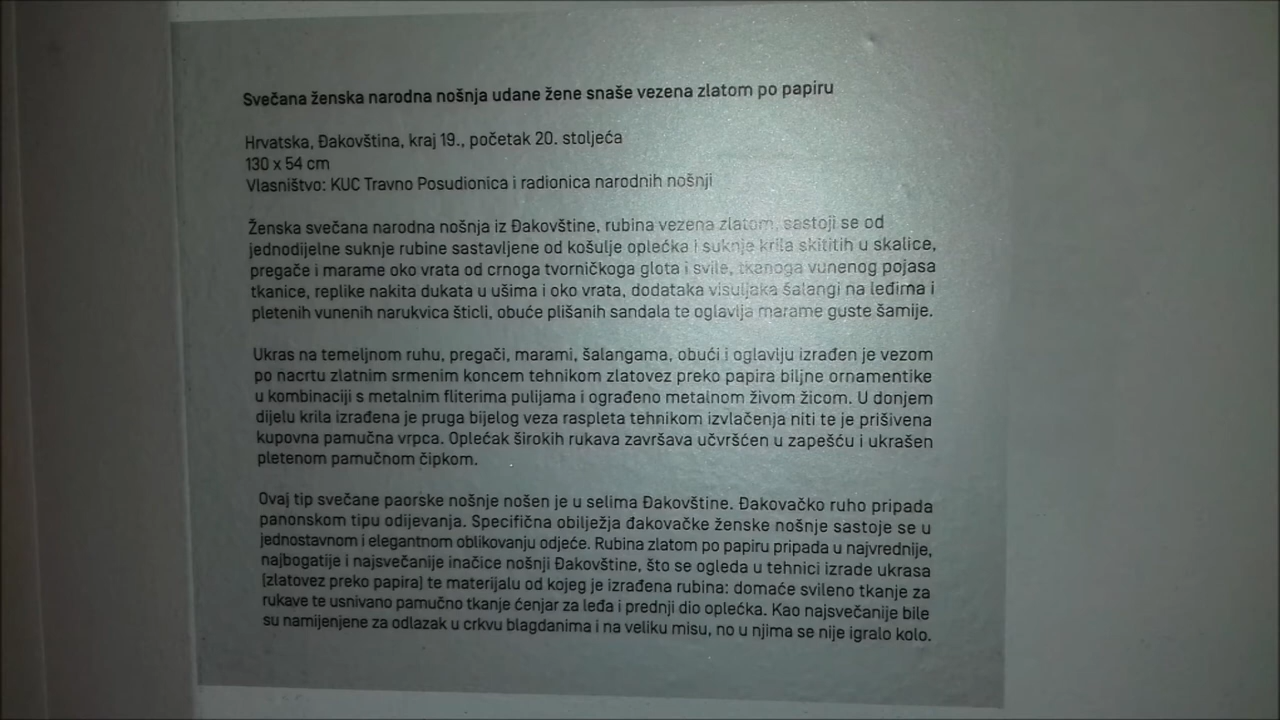 Svečana ženska narodna nošnja udane žene snaše vezena zlatom po papiru
Hrvatska, Đakovština, kraj 19., početak 20. stoljeća
130 x 54 cm
Vlasništvo: KUC Travno Posudionica i radionica narodnih nošnji
Ženska svečana narodna nošnja iz Đakovštine, rubina vezena zlatom, sastoji se od
jednodijelne suknje rubine sastavljene od košulje oplećka i suknje krila skititih u skalice,
pregače i marame oko vrata od crnoga tvorničkoga glota i svile, tkanoga vunenog pojasa
tkanice, replike nakita dukata u ušima i oko vrata, dodataka visuljaka šalangi na leđima i
pletenih vunenih narukvica šticli, obuće plišanih sandala te oglavlja marame guste šamije.
Ukras na temeljnom ruhu, pregači, marami, šalangama, obući i oglavlju izrađen je vezom
po nacrtu zlatnim srmenim koncem tehnikom zlatovez preko papira biljne ornamentike
u kombinaciji s metalnim fliterima pulijama i ograđeno metalnom živom žicom. U donjem
dijelu krila izrađena je pruga bijelog veza raspleta tehnikom izvlačenja niti te je prišivena
kupovna pamučna vrpca. Oplećak širokih rukava završava učvršćen u zapešću i ukrašen
pletenom pamučnom čipkom.
Ovaj tip svečane paorske nošnje nošen je u selima Đakovštine. Đakovačko ruho pripada
panonskom tipu odijevanja. Specifična obilježja đakovačke ženske nošnje sastoje se u
jednostavnom i elegantnom oblikovanju odjeće. Rubina zlatom po papiru pripada u najvrednije,
najbogatije i najsvečanije inačice nošnji Đakovštine, što se ogleda u tehnici izrade ukrasa
(zlatovez preko papira) te materijalu od kojeg je izrađena rubina: domaće svileno tkanje za
rukave te usnivano pamučno tkanje ćenjar za leđa i prednji dio oplećka. Kao najsvečanije bile
su namijenjene za odlazak u crkvu blagdanima i na veliku misu, no u njima se nije igralo kolo.